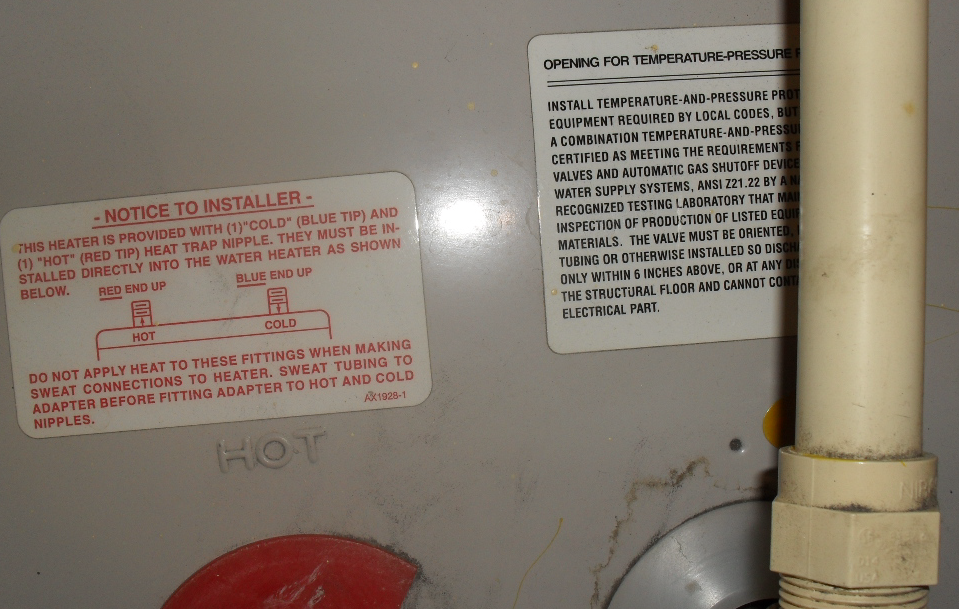 - NOTICE TO INSTALLER -
THIS HEATER IS PROVIDED WITH (1)"COLD" (BLUE TIP) AND
(1) "HOT" (RED TIP) HEAT TRAP NIPPLE. THEY MUST BE IN-
STALLED DIRECTLY INTO THE WATER HEATER AS SHOWN
BELOW.
RED END UP
BLUE END UP
HOT
COLD
DO NOT APPLY HEAT TO THESE FITTINGS WHEN MAKING
SWEAT CONNECTIONS TO HEATER. SWEAT TUBING TO
ADAPTER BEFORE FITTING ADAPTER TO HOT AND COLD
NIPPLES.
AX1928-1
HOT
OPENING FOR TEMPERATURE-PRESSURE
INSTALL TEMPERATURE-AND-PRESSURE
EQUIPMENT REQUIRED BY LOCAL CODES, BUT
A COMBINATION TEMPERATURE-AND-
CERTIFIED AS MEETING THE REQUIREMENTS
VALVES AND AUTOMATIC GAS SHUTOFF
WATER SUPPLY SYSTEMS, ANSI Z21.22 BY A
RECOGNIZED TESTING LABORATORY THAT
INSPECTION OF PRODUCTION OF LISTED
MATERIALS. THE VALVE MUST BE ORIENTED,
TUBING OR OTHERWISE INSTALLED SO
ONLY WITHIN 6 INCHES ABOVE, OR AT ANY
THE STRUCTURAL FLOOR AND CANNOT
ELECTRICAL PART.